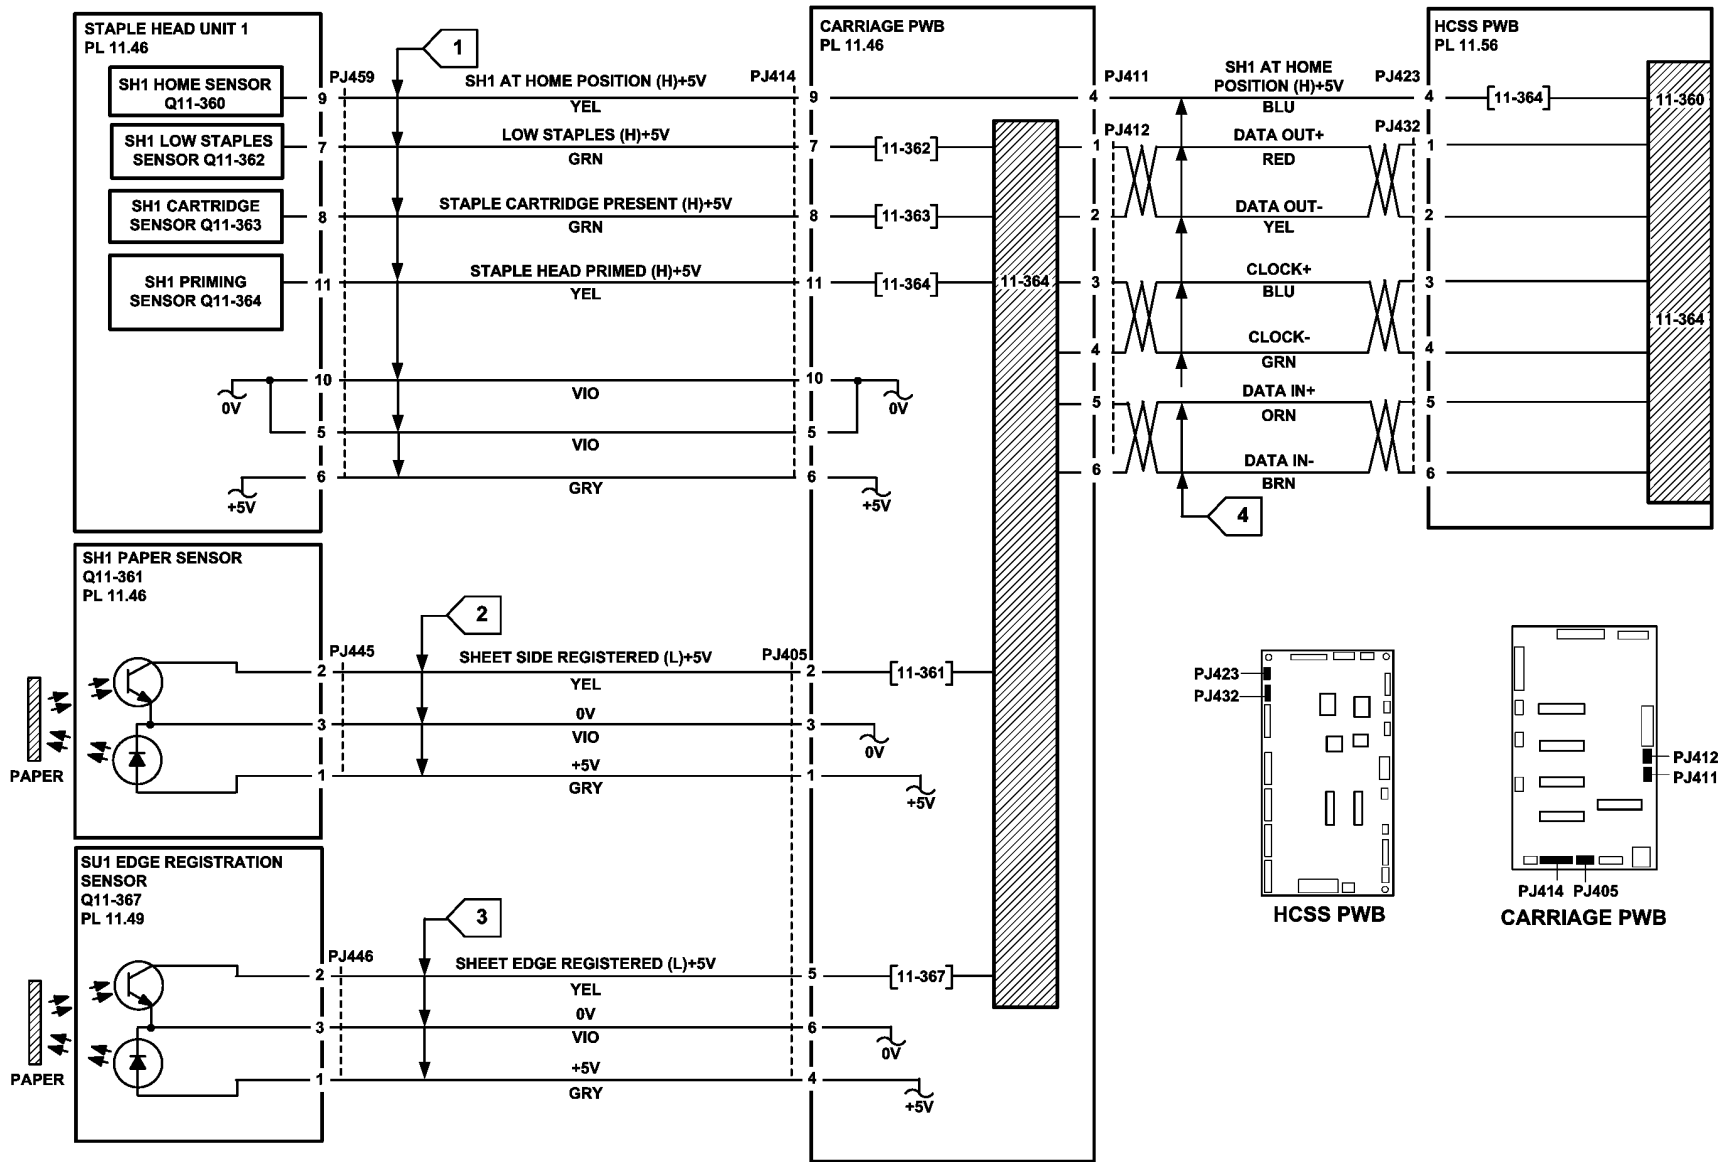 STAPLE HEAD UNIT 1
PL 11.46
SH1 HOME SENSOR
Q11-360
SH1 LOW STAPLES
SENSOR Q11-362
SH1 CARTRIDGE
SENSOR Q11-363
SH1 PRIMING
SENSOR Q11-364
0V
+5V
PJ459
9
7
8
11
10
5
6
1
SH1 AT HOME POSITION (H)+5V
YEL
LOW STAPLES (H)+5V
GRN
STAPLE CARTRIDGE PRESENT (H)+5V
GRN
STAPLE HEAD PRIMED (H)+5V
YEL
VIO
VIO
GRY
PJ414
9
7
8
11
10
5
6
CARRIAGE PWB
PL 11.46
[11-362]
[11-363]
[11-364]
0V
+5V
11-364
PJ411
4
PJ412
1
2
3
4
5
6
SH1 AT HOME
POSITION (H)+5V
BLU
DATA OUT+
RED
DATA OUT-
YEL
CLOCK+
BLU
CLOCK-
GRN
DATA IN+
ORN
DATA IN-
BRN
4
PJ423
4
PJ432
1
2
3
4
5
6
HCSS PWB
PL 11.56
[11-364]
11-360
11-364
SH1 PAPER SENSOR
Q11-361
PL 11.46
PAPER
PJ445
2
3
1
2
SHEET SIDE REGISTERED (L)+5V
YEL
0V
VIO
+5V
GRY
PJ405
2
3
1
[11-361]
0V
+5V
SU1 EDGE REGISTRATION
SENSOR
Q11-367
PL 11.49
PAPER
PJ446
2
3
1
3
SHEET EDGE REGISTERED (L)+5V
YEL
0V
VIO
+5V
GRY
5
6
4
[11-367]
0V
+5V
PJ423
PJ432
HCSS PWB
PJ412
PJ411
PJ414 PJ405
CARRIAGE PWB